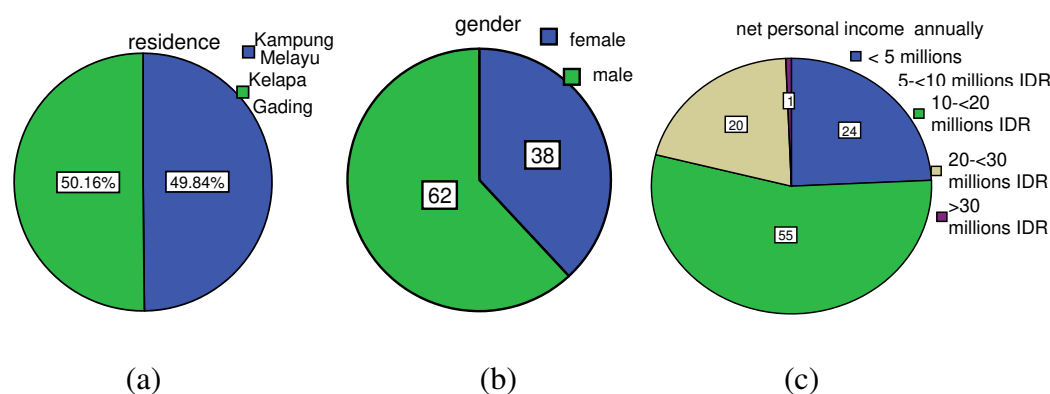 residence
Kampung
Melayu
Kelapa
Gading
50.16%
49.84%
(a)
gender
female
male
38
62
(b)
net personal income annually
< 5 millions
5-<10 millions IDR
10-<20
millions IDR
20-<30
millions IDR
>30
millions IDR
1
20
24
55
(c)